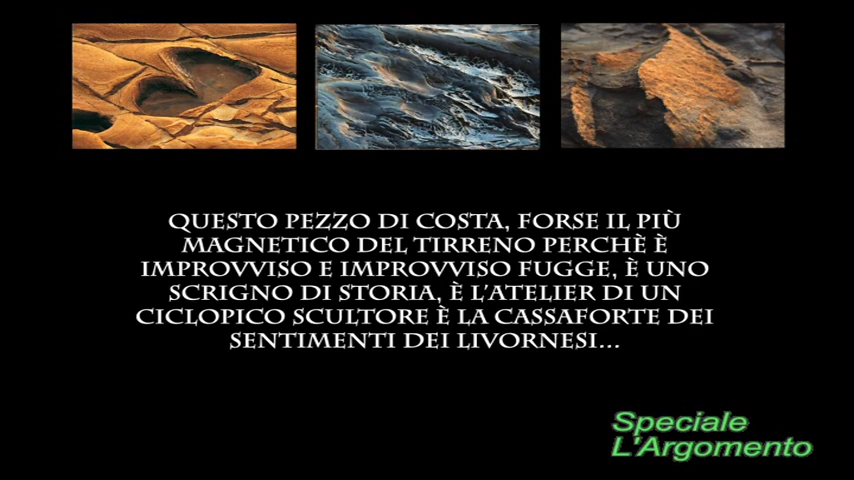 QUESTO PEZZO DI COSTA, FORSE IL PIÙ
MAGNETICO DEL TIRRENO PERCHÈ È
IMPROVVISO E IMPROVVISO FUGGE, È UNO
SCRIGNO DI STORIA, È L'ATELIER DI UN
CICLOPICO SCULTORE È LA CASSAFORTE DEI
SENTIMENTI DEI LIVORNESI...
Speciale
L'Argomento